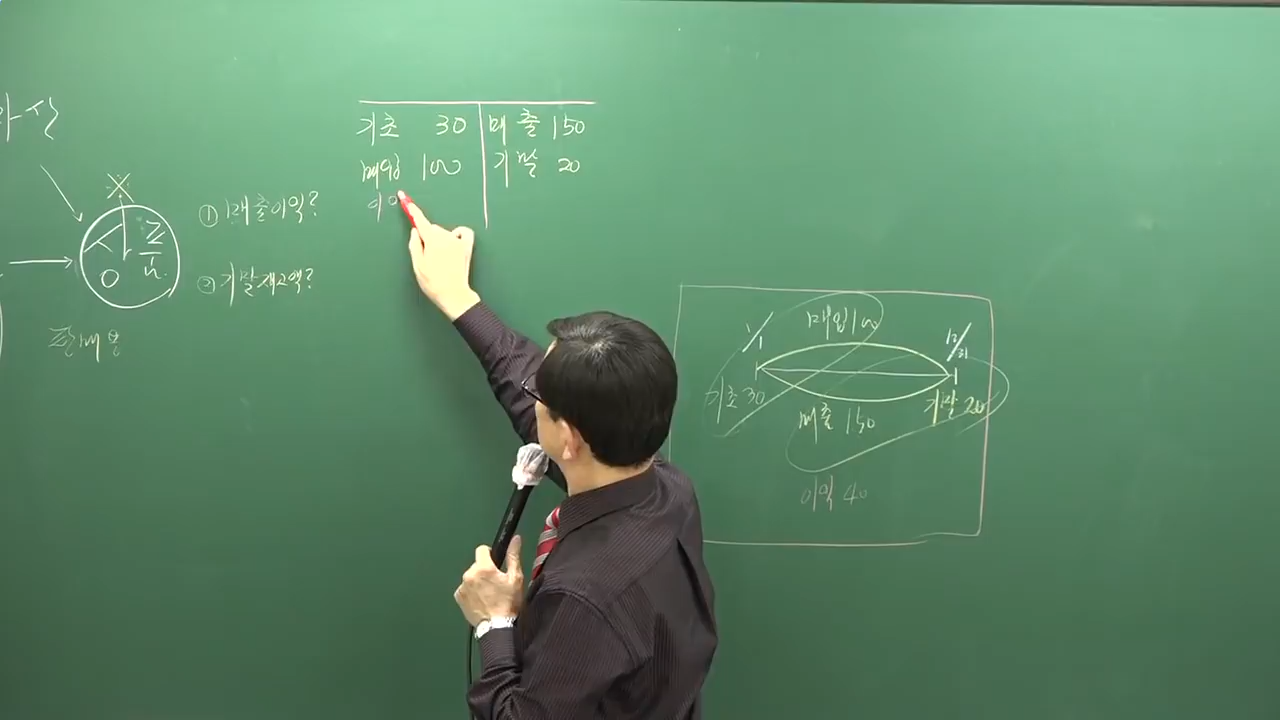 기초 30 매출 150
매입 100 기말 20
이익
① 매출이익?
② 기말재고액?
판매용
0
1/1 매입 100 12/31
기초 30 기말 20
매출 150
이익 40